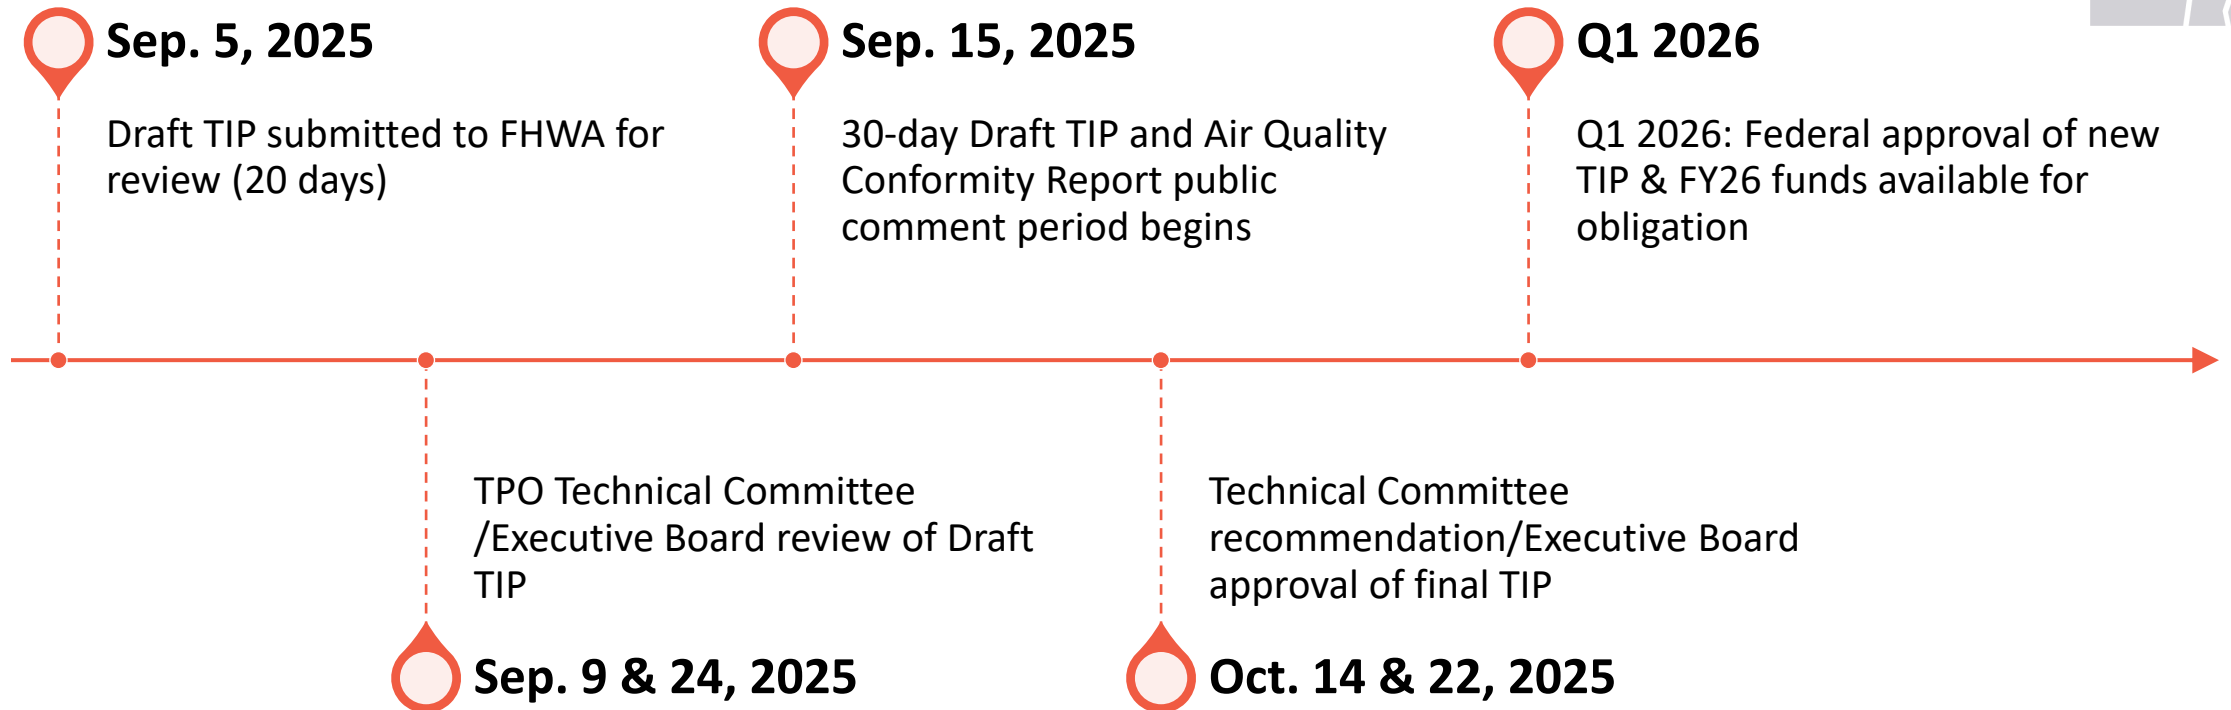 Sep. 5, 2025
Draft TIP submitted to FHWA for
review (20 days)
TPO Technical Committee
/Executive Board review of Draft
TIP
Sep. 9 & 24, 2025
Sep. 15, 2025
30-day Draft TIP and Air Quality
Conformity Report public
comment period begins
Technical Committee
recommendation/Executive Board
approval of final TIP
Oct. 14 & 22, 2025
Q1 2026
Q1 2026: Federal approval of new
TIP & FY26 funds available for
obligation